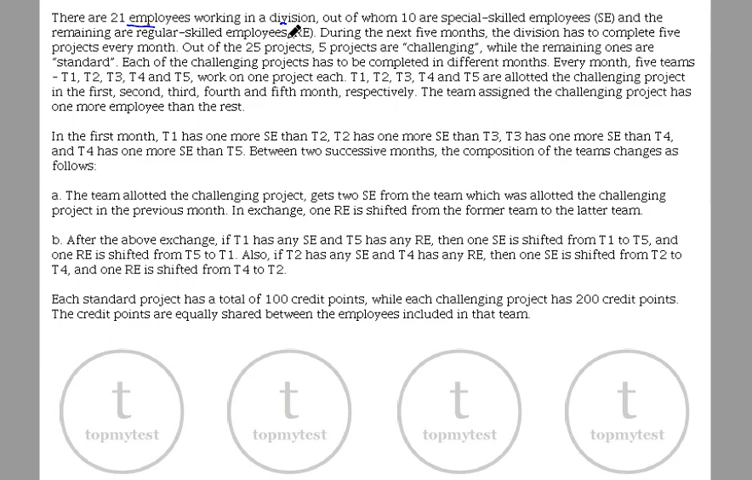 There are 21 employees working in a division, out of whom 10 are special-skilled employees (SE) and the
remaining are regular-skilled employees E). During the next five months, the division has to complete five
projects every month. Out of the 25 projects, 5 projects are "challenging", while the remaining ones are
"standard". Each of the challenging projects has to be completed in different months. Every month, five teams
- T1, T2, T3, T4 and T5, work on one project each. T1, T2, T3, T4 and T5 are allotted the challenging project
in the first, second, third, fourth and fifth month, respectively. The team assigned the challenging project has
one more employee than the rest.
In the first month, T1 has one more SE than T2, T2 has one more SE than T3, T3 has one more SE than T4,
and T4 has one more SE than T5. Between two successive months, the composition of the teams changes as
follows:
a. The team allotted the challenging project, gets two SE from the team which was allotted the challenging
project in the previous month. In exchange, one RE is shifted from the former team to the latter team.
b. After the above exchange, if T1 has any SE and T5 has any RE, then one SE is shifted from T1 to T5, and
one RE is shifted from T5 to T1. Also, if T2 has any SE and T4 has any RE, then one SE is shifted from T2 to
T4, and one RE is shifted from T4 to T2.
Each standard project has a total of 100 credit points, while each challenging project has 200 credit points.
The credit points are equally shared between the employees included in that team.
t t t t
topmytest topmytest topmytest topmytest